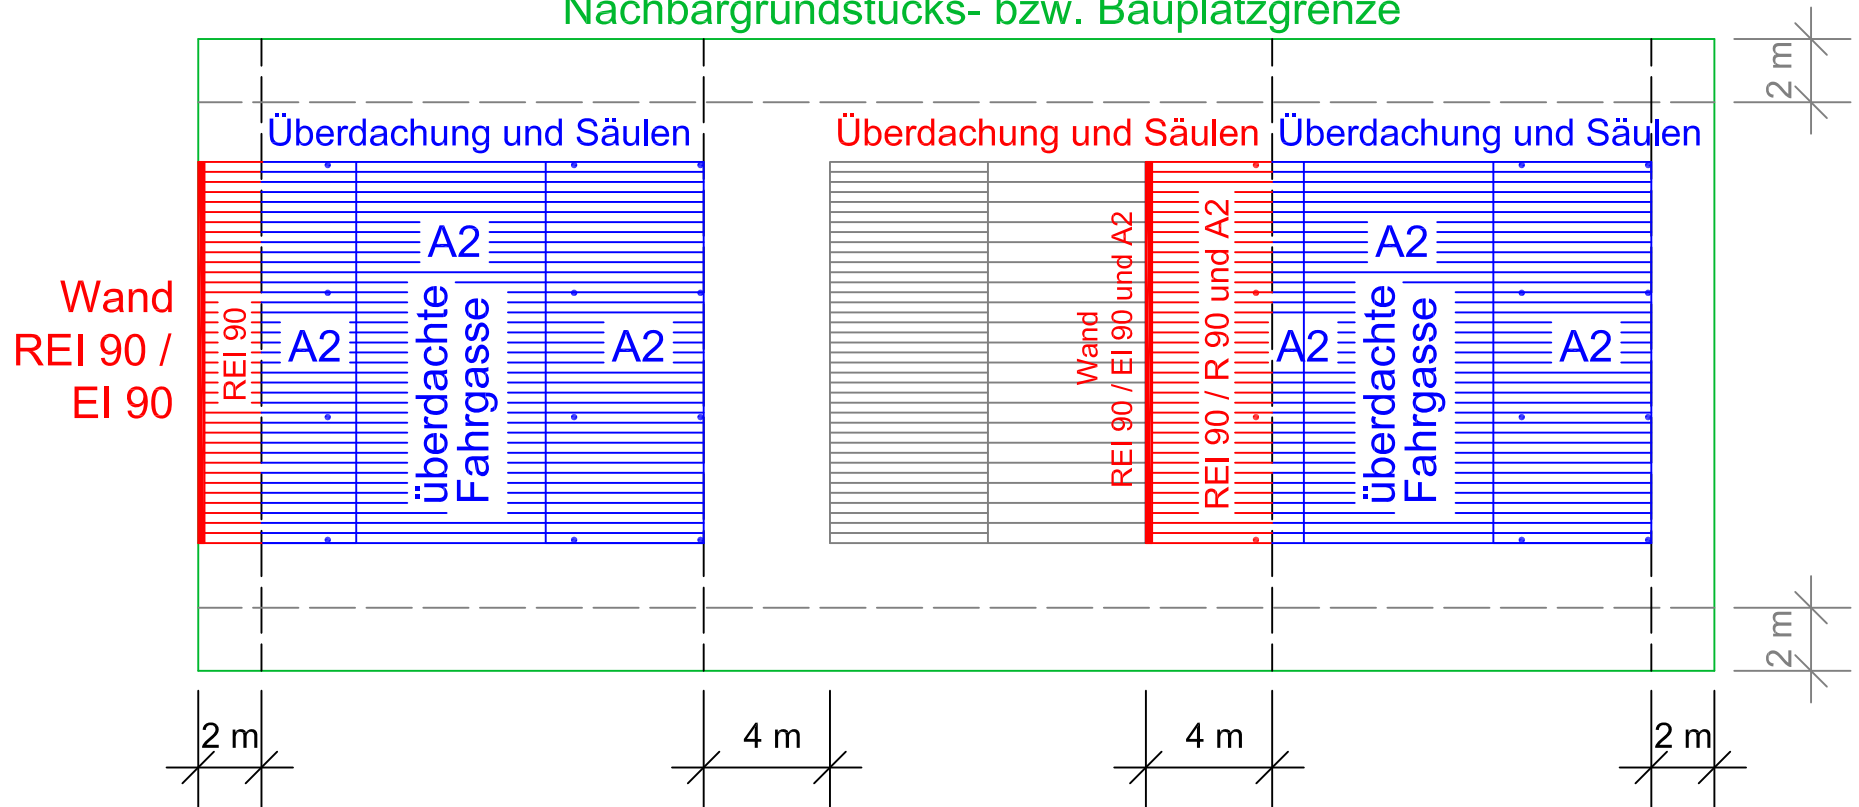 Nachbargrundstücks- bzw. Bauplatzgrenze
2 m
Überdachung und Säulen
Überdachung und Säulen
Überdachung und Säulen
Wand
REI 90 /
EI 90
REI 90
A2
A2
überdachte
Fahrgasse
A2
Wand
REI 90 / EI 90 und A2
REI 90 / R 90 und A2
A2
A2
überdachte
Fahrgasse
A2
2 m
2 m
4 m
4 m
2 m